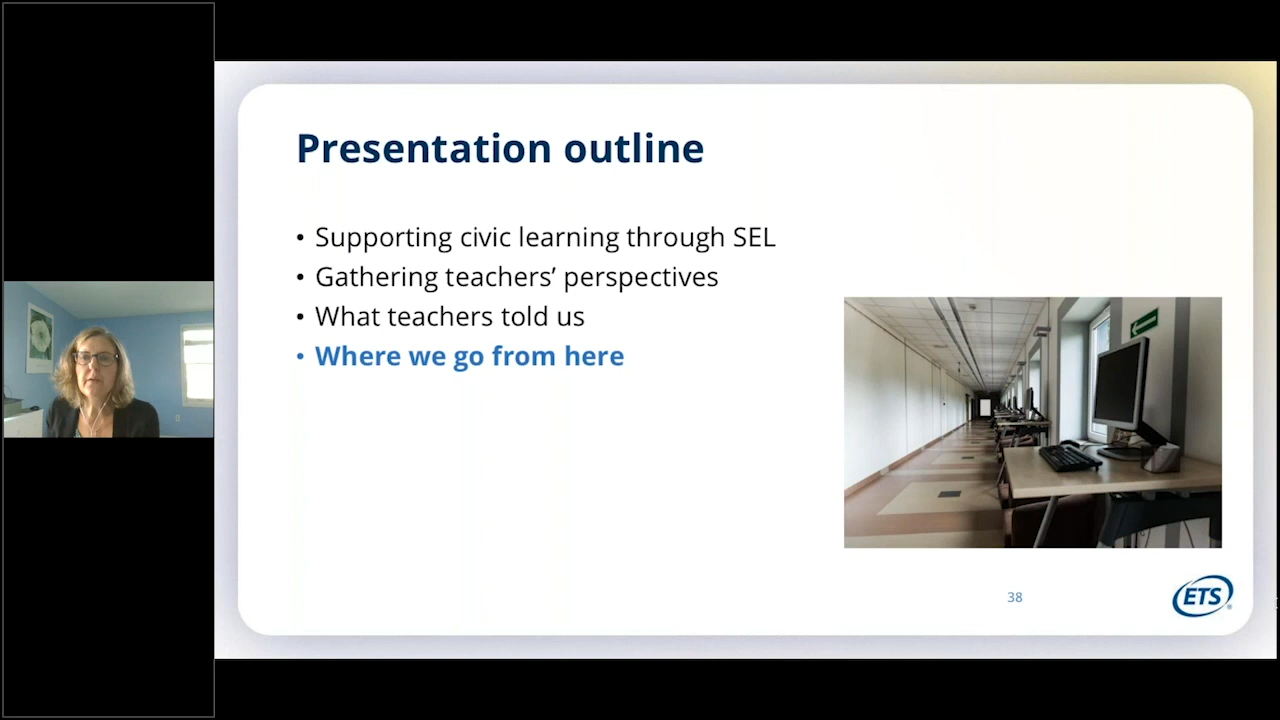 Presentation outline
• Supporting civic learning through SEL
• Gathering teachers’ perspectives
• What teachers told us
• Where we go from here
38
ETS®